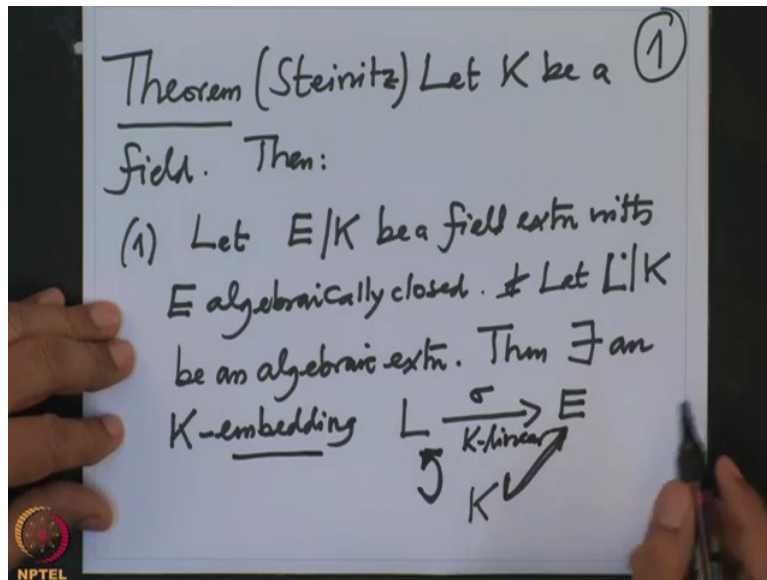 Theorem (Steinitz) Let K be a
①
field. Then:
(1) Let E/K be a field extn with
E algebraically closed. Let L/K
be an algebraic extn. Then ∃ an
K-embedding L σ→ E
K-linear
K
NPTEL